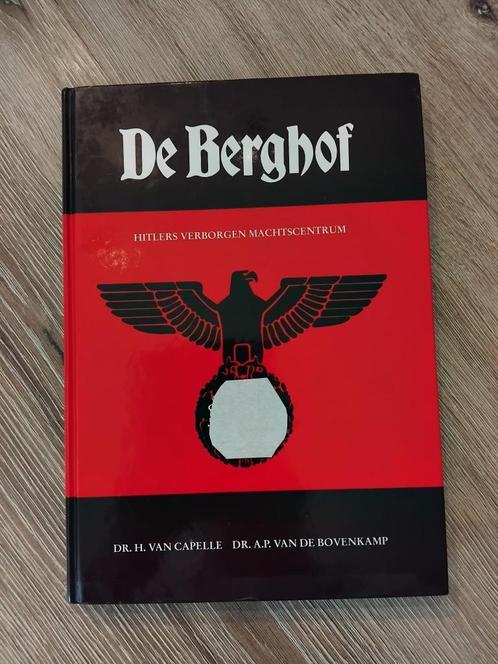 De Berghof
HITLERS VERBORGEN MACHTSCENTRUM
DR. H. VAN CAPELLE DR. A.P. VAN DE BOVENKAMP